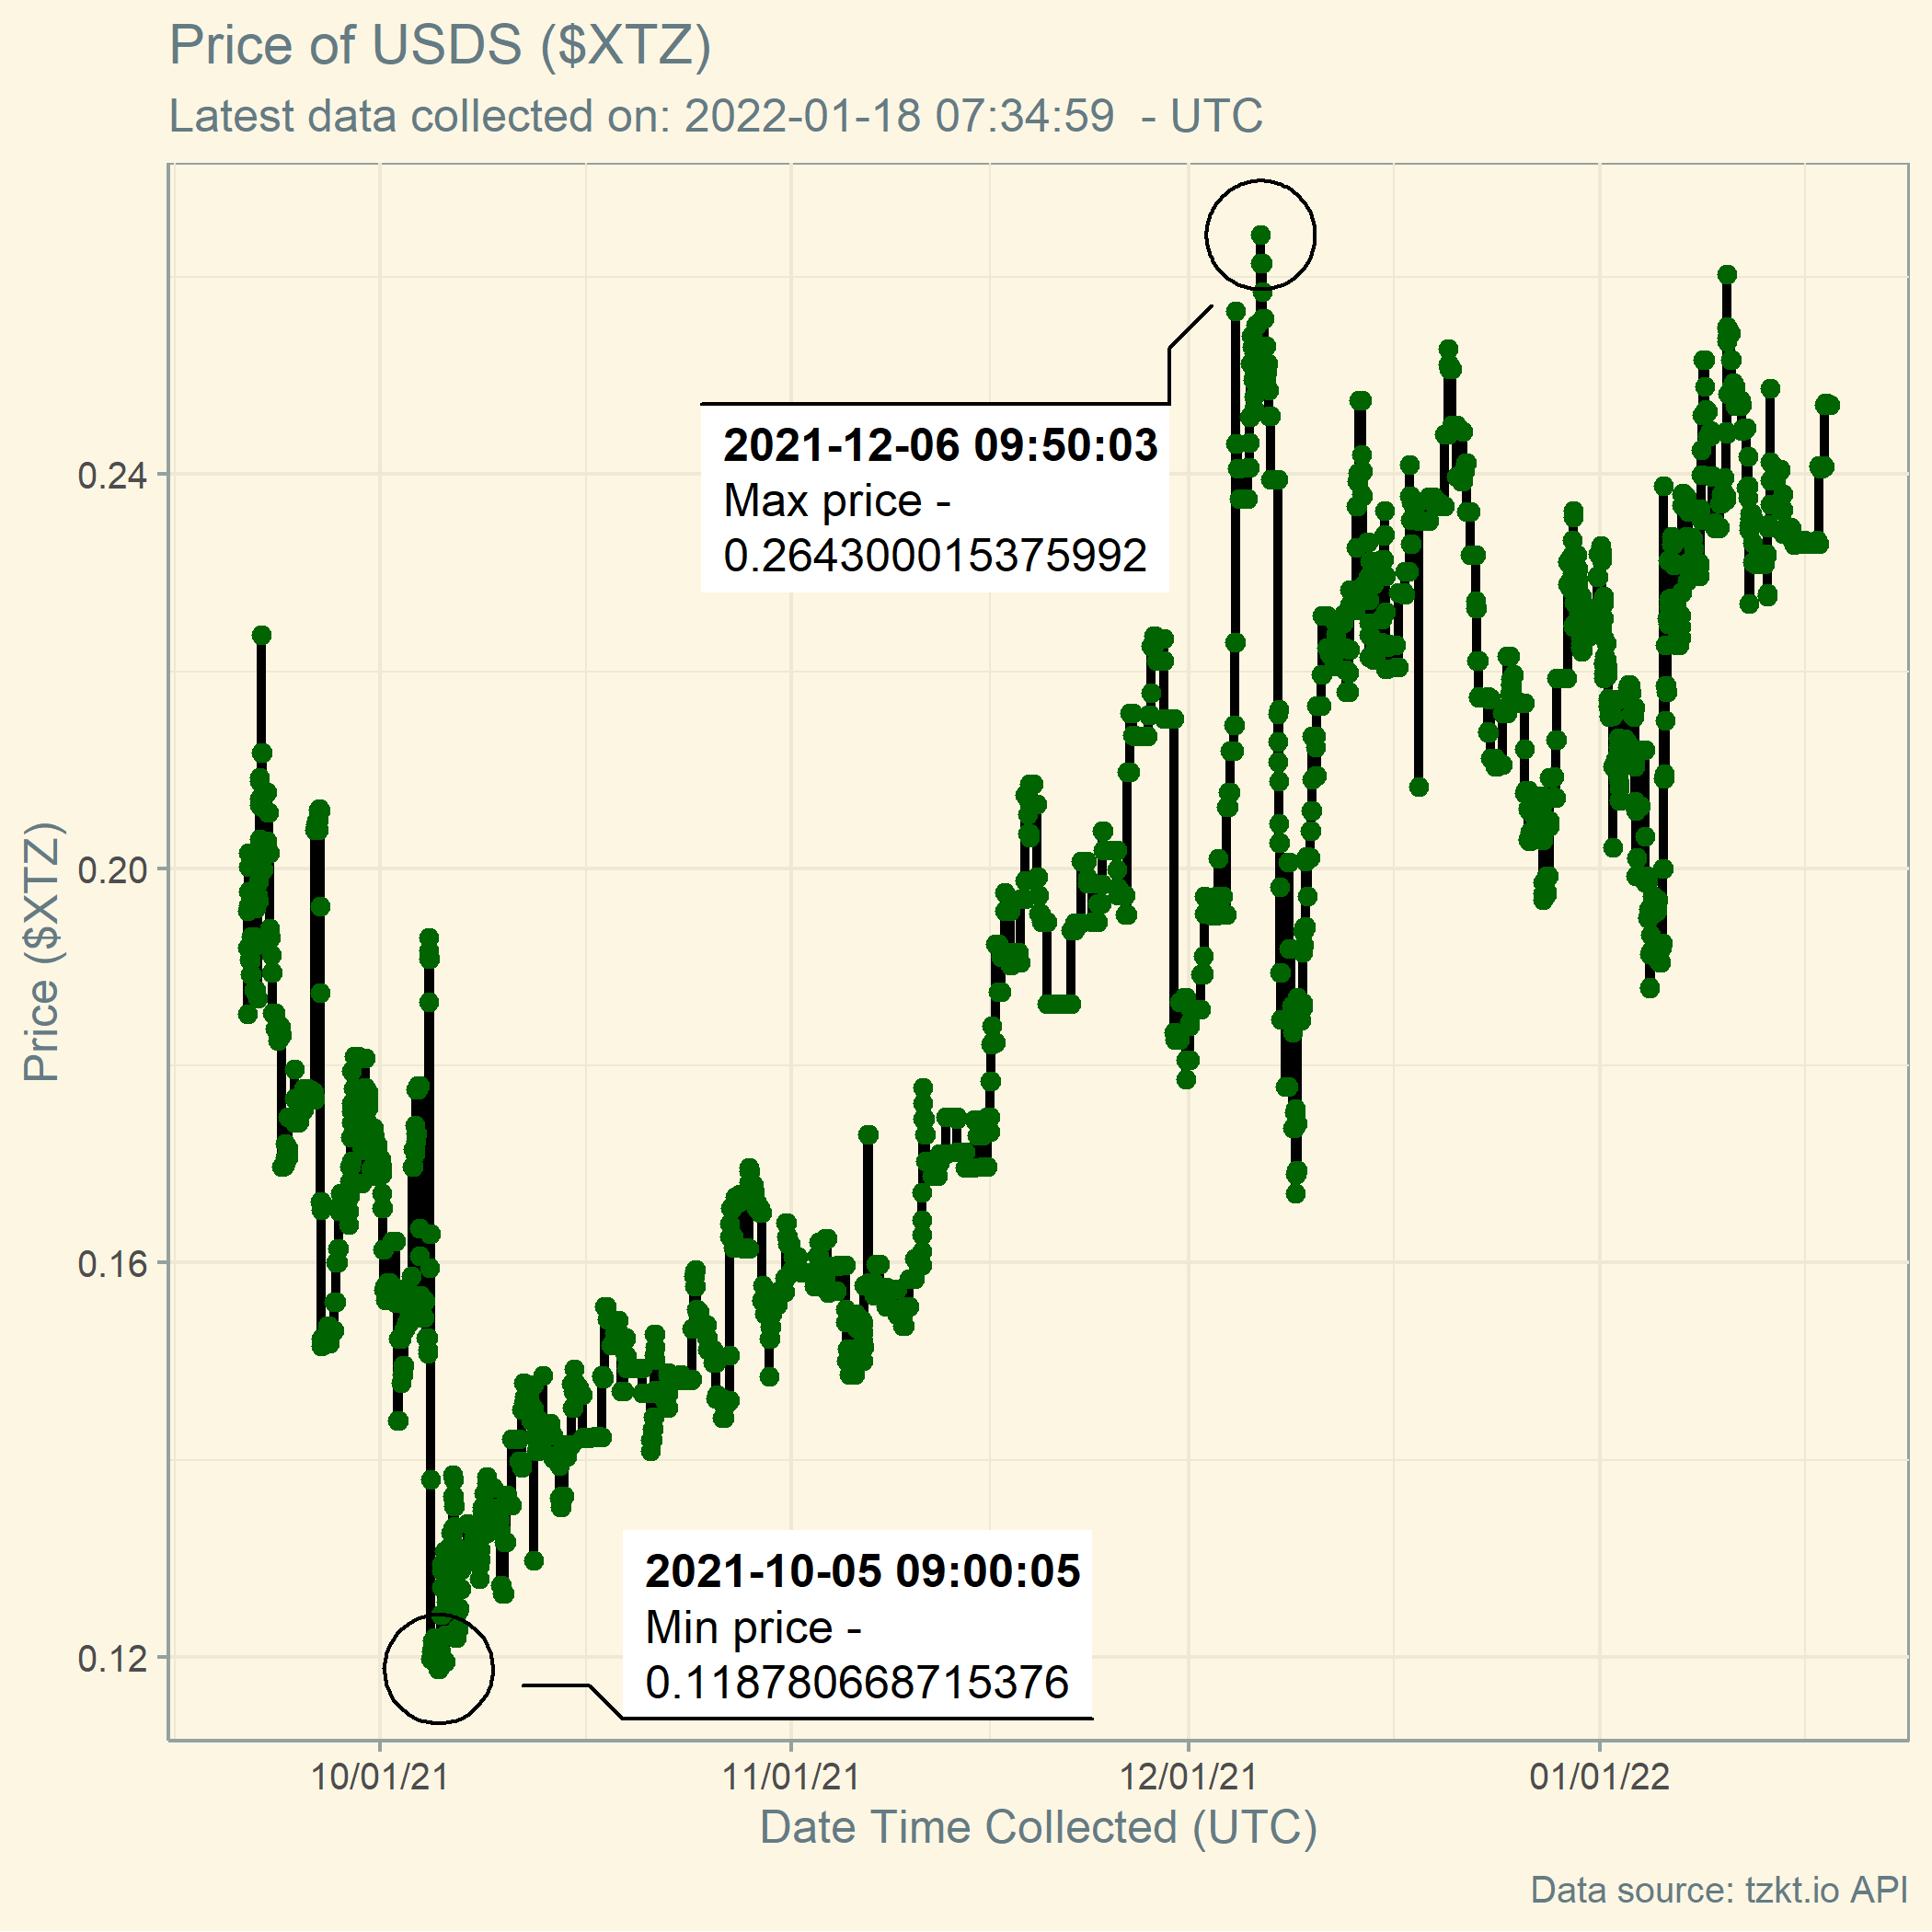 Price of USDS ($XTZ)
Latest data collected on: 2022-01-18 07:34:59  - UTC
2021-12-06 09:50:03
Max price -
0.264300015375992
0.24
0.20
0.16
0.12
Price ($XTZ)
2021-10-05 09:00:05
Min price -
0.118780668715376
10/01/21
11/01/21
12/01/21
01/01/22
Date Time Collected (UTC)
Data source: tzkt.io API